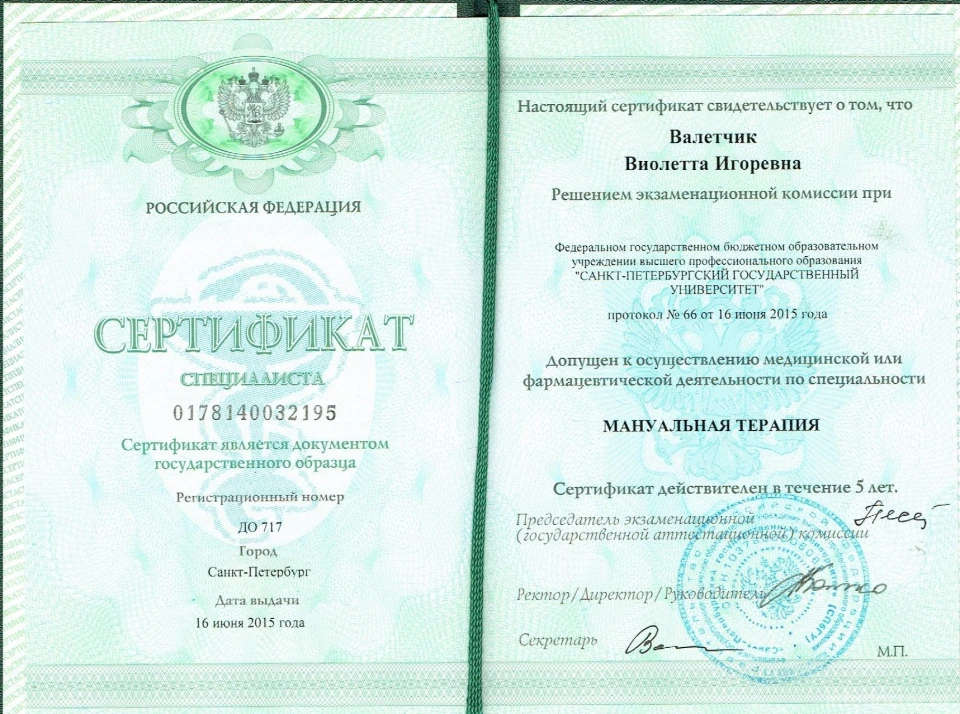 РОССИЙСКАЯ ФЕДЕРАЦИЯ
СЕРТИФИКАТ
СПЕЦИАЛИСТА
0178140032195
Сертификат является документом
государственного образца
Регистрационный номер
ДО 717
Город
Санкт-Петербург
Дата выдачи
16 июня 2015 года
Настоящий сертификат свидетельствует о том, что
Валетчик
Виолетта Игоревна
Решением экзаменационной комиссии при
Федеральном государственном бюджетном образовательном
учреждении высшего профессионального образования
"САНКТ-ПЕТЕРБУРГСКИЙ ГОСУДАРСТВЕННЫЙ
УНИВЕРСИТЕТ"
протокол № 66 от 16 июня 2015 года
Допущен к осуществлению медицинской или
фармацевтической деятельности по специальности
МАНУАЛЬНАЯ ТЕРАПИЯ
Сертификат действителен в течение 5 лет.
Председатель экзаменационной
(государственной аттестационной) комиссии
Ректор/Директор/Руководитель
Секретарь
М.П.